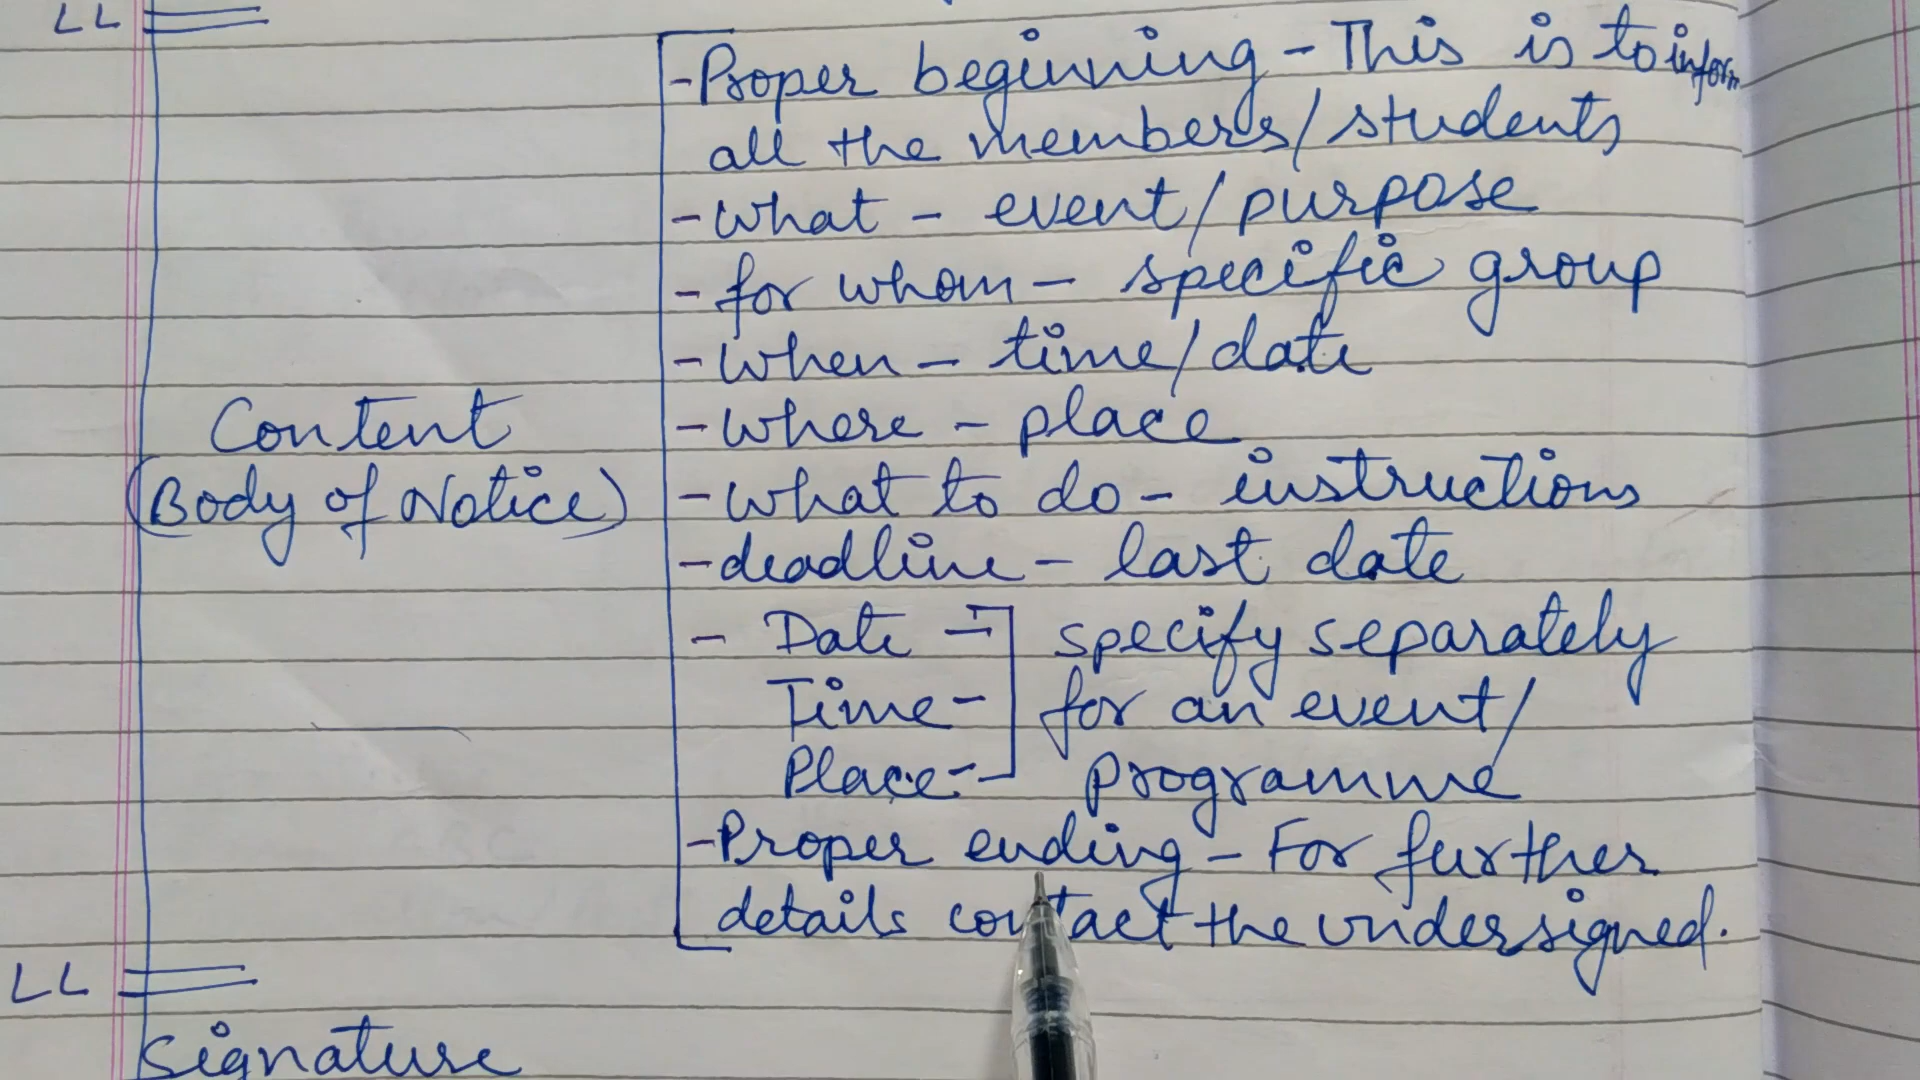 LL
-Proper beginning - This is to inform
all the members/students
-what - event/purpose
-for whom - specific group
-when - time/date
Content
-where - place
(Body of Notice)
-what to do - instructions
-deadline - last date
- Date - specify separately
Time - for an event/
Place - programme
-Proper ending - For further
details contact the undersigned.
LL
Signature